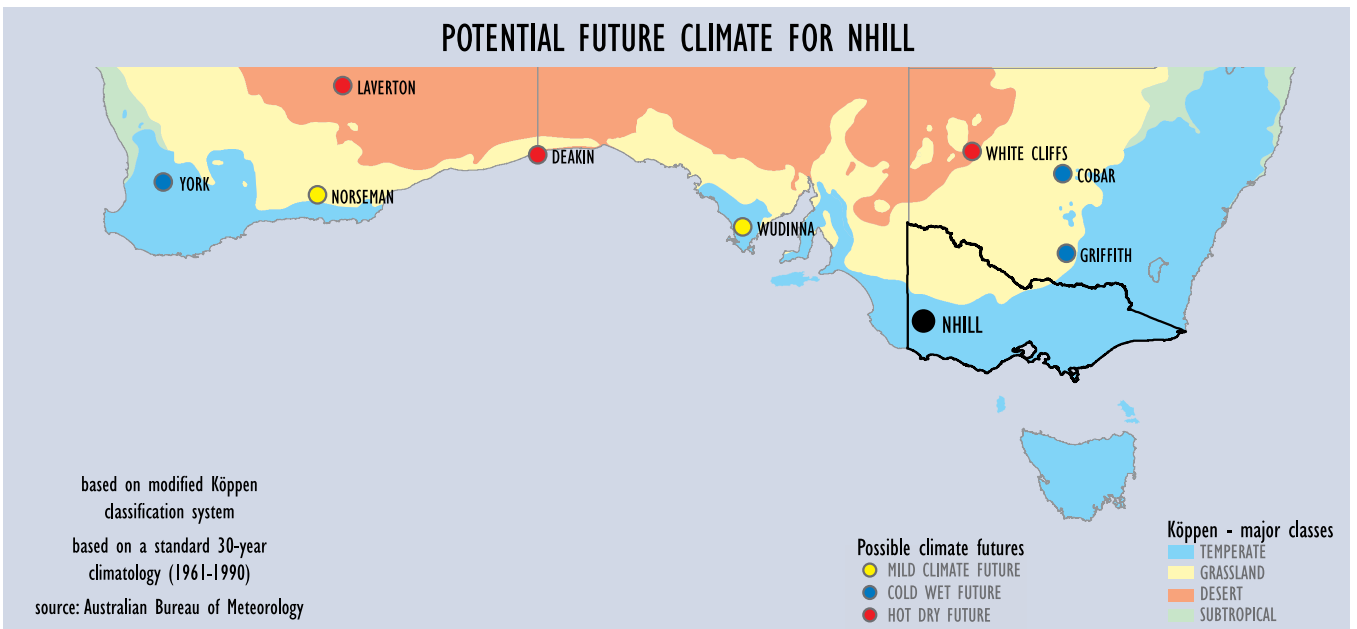 POTENTIAL FUTURE CLIMATE FOR NHILL
LAVERTON
DEAKIN
WHITE CLIFFS
COBAR
YORK
NORSEMAN
WUDINNA
GRIFFITH
NHILL
based on modified Köppen
classification system
based on a standard 30-year
climatology (1961-1990)
source: Australian Bureau of Meteorology
Possible climate futures
MILD CLIMATE FUTURE
COLD WET FUTURE
HOT DRY FUTURE
Köppen - major classes
TEMPERATE
GRASSLAND
DESERT
SUBTROPICAL